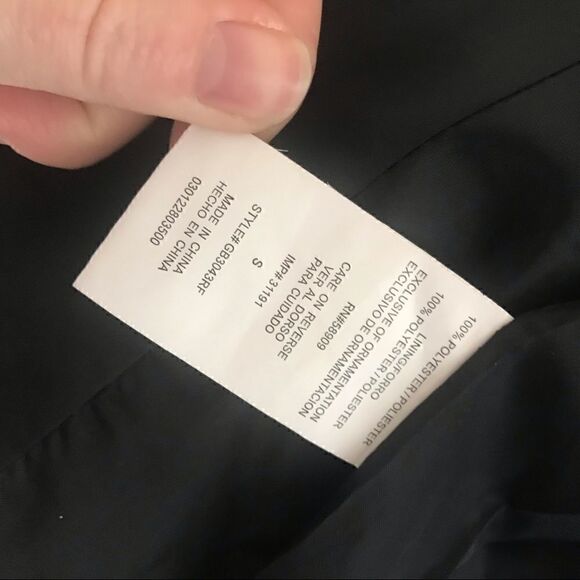 100% POLYESTER/POLIESTER
LINING/FORRO
100% POLYESTER/POLIESTER
EXCLUSIVE OF ORNAMENTATION
EXCLUSIVO DE ORNAMENTACION
RN#58909
CARE ON REVERSE
VER AL DORSO
PARA CUIDADO
IMP# 31191
S
STYLE# GB3043RF
MADE IN CHINA
HECHO EN CHINA
030122803500